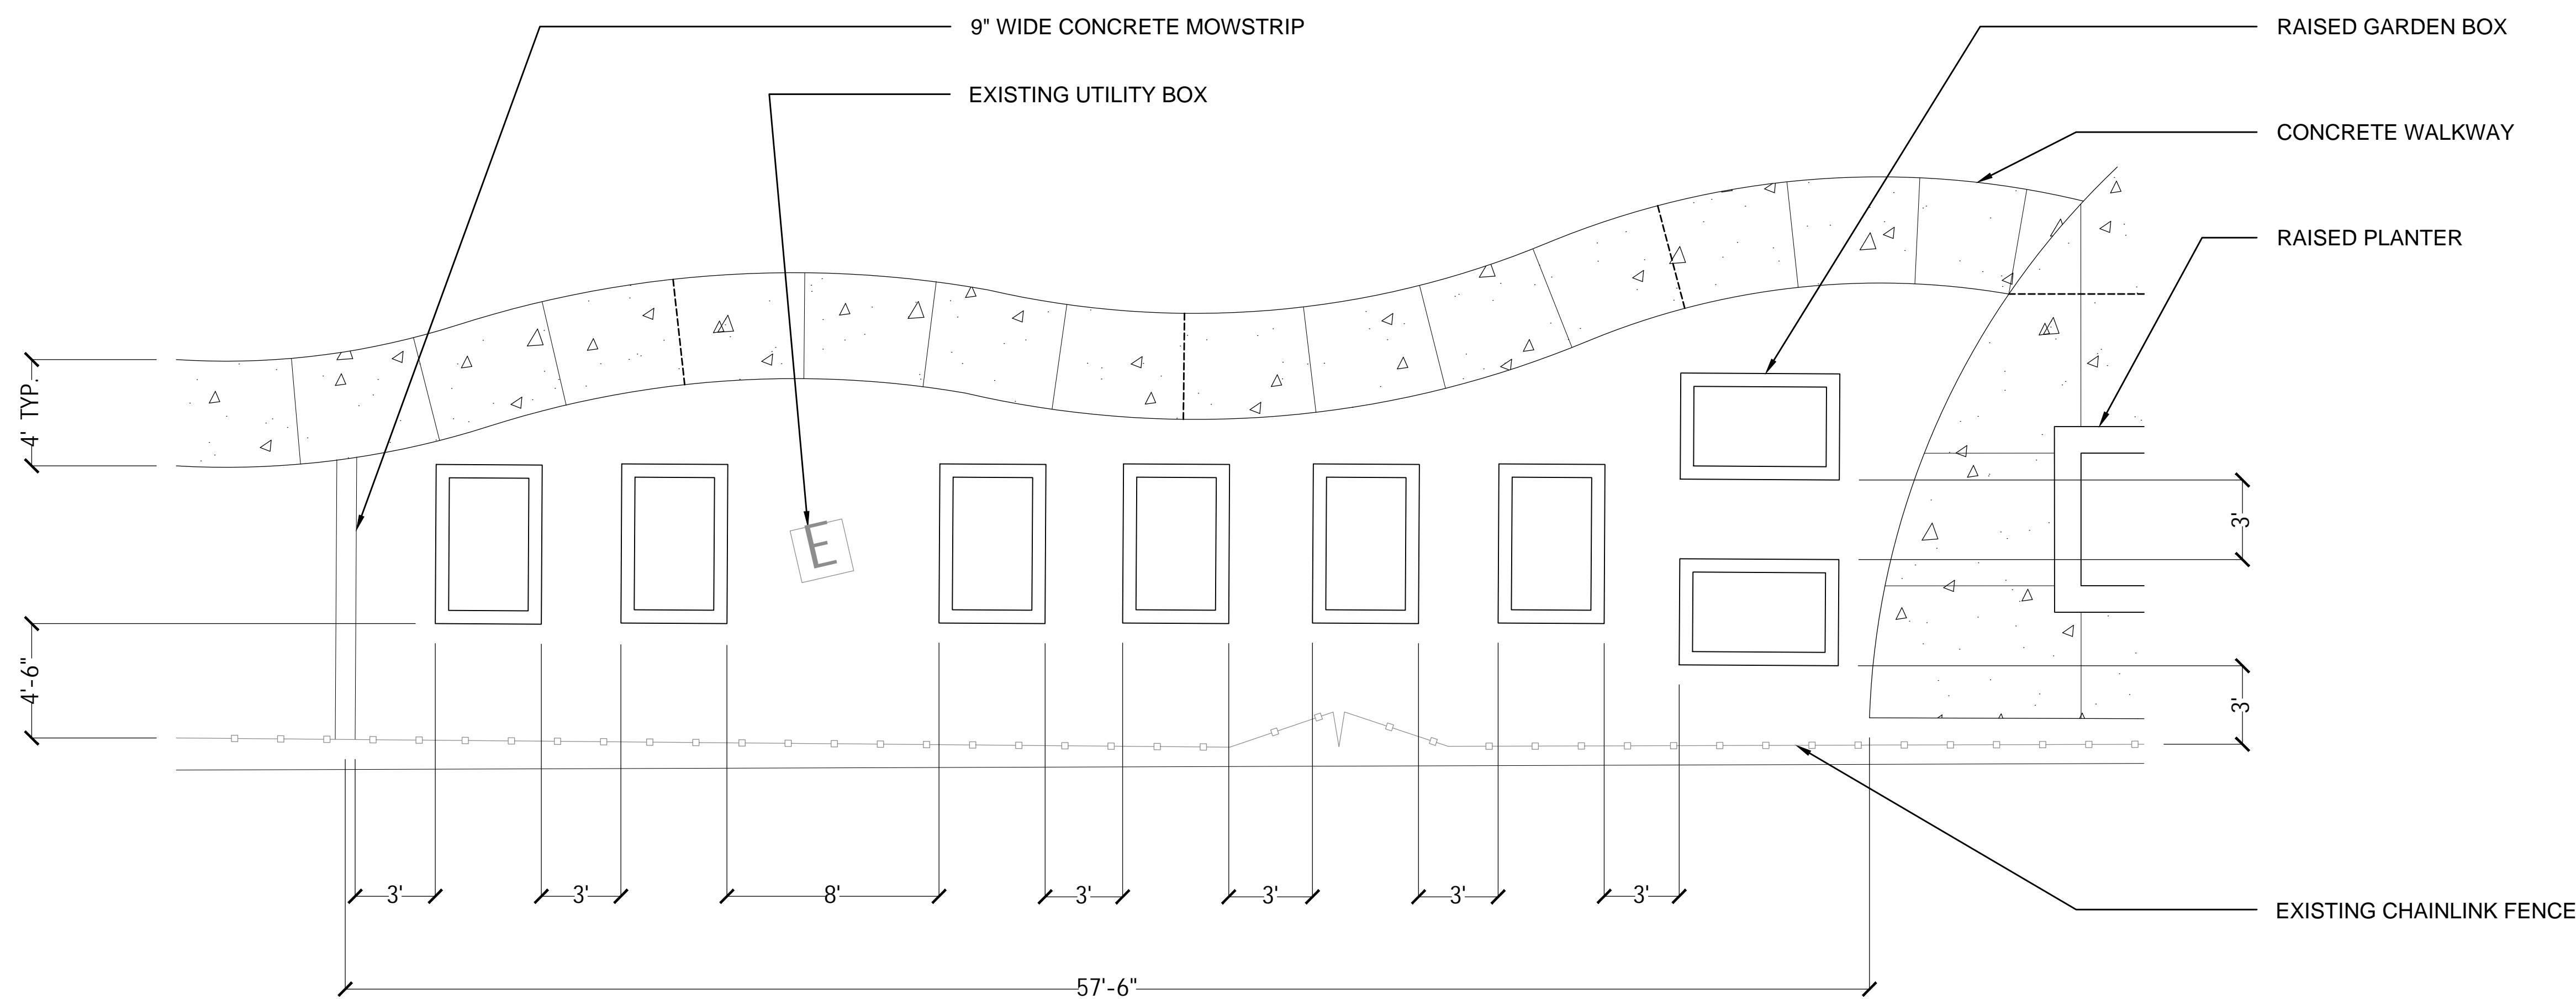 9" WIDE CONCRETE MOWSTRIP
RAISED GARDEN BOX
EXISTING UTILITY BOX
CONCRETE WALKWAY
RAISED PLANTER
4' TYP.
E
3'
4'-6"
3'
3'
3'
8'
3'
3'
3'
3'
EXISTING CHAINLINK FENCE
57'-6"